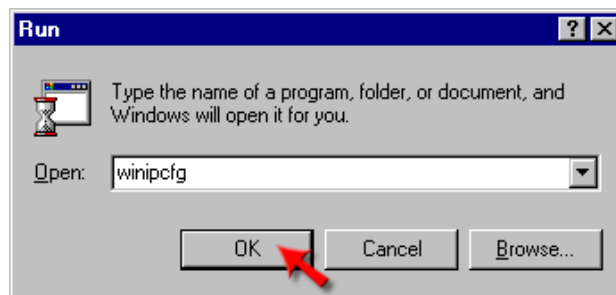 Run
Type the name of a program, folder, or document, and
Windows will open it for you.
Open: winipcfg
OK Cancel Browse...